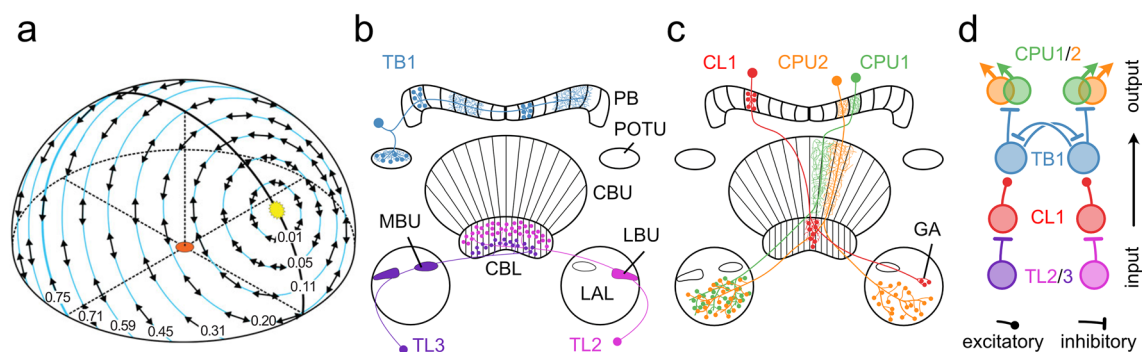 a
0.01
0.05
0.11
0.20
0.31
0.45
0.59
0.71
0.75
b
TB1
PB
POTU
CBU
MBU
LBU
CBL
LAL
TL3
TL2
c
CL1
CPU2
CPU1
GA
d
CPU1/2
TB1
CL1
TL2/3
output
input
excitatory
inhibitory